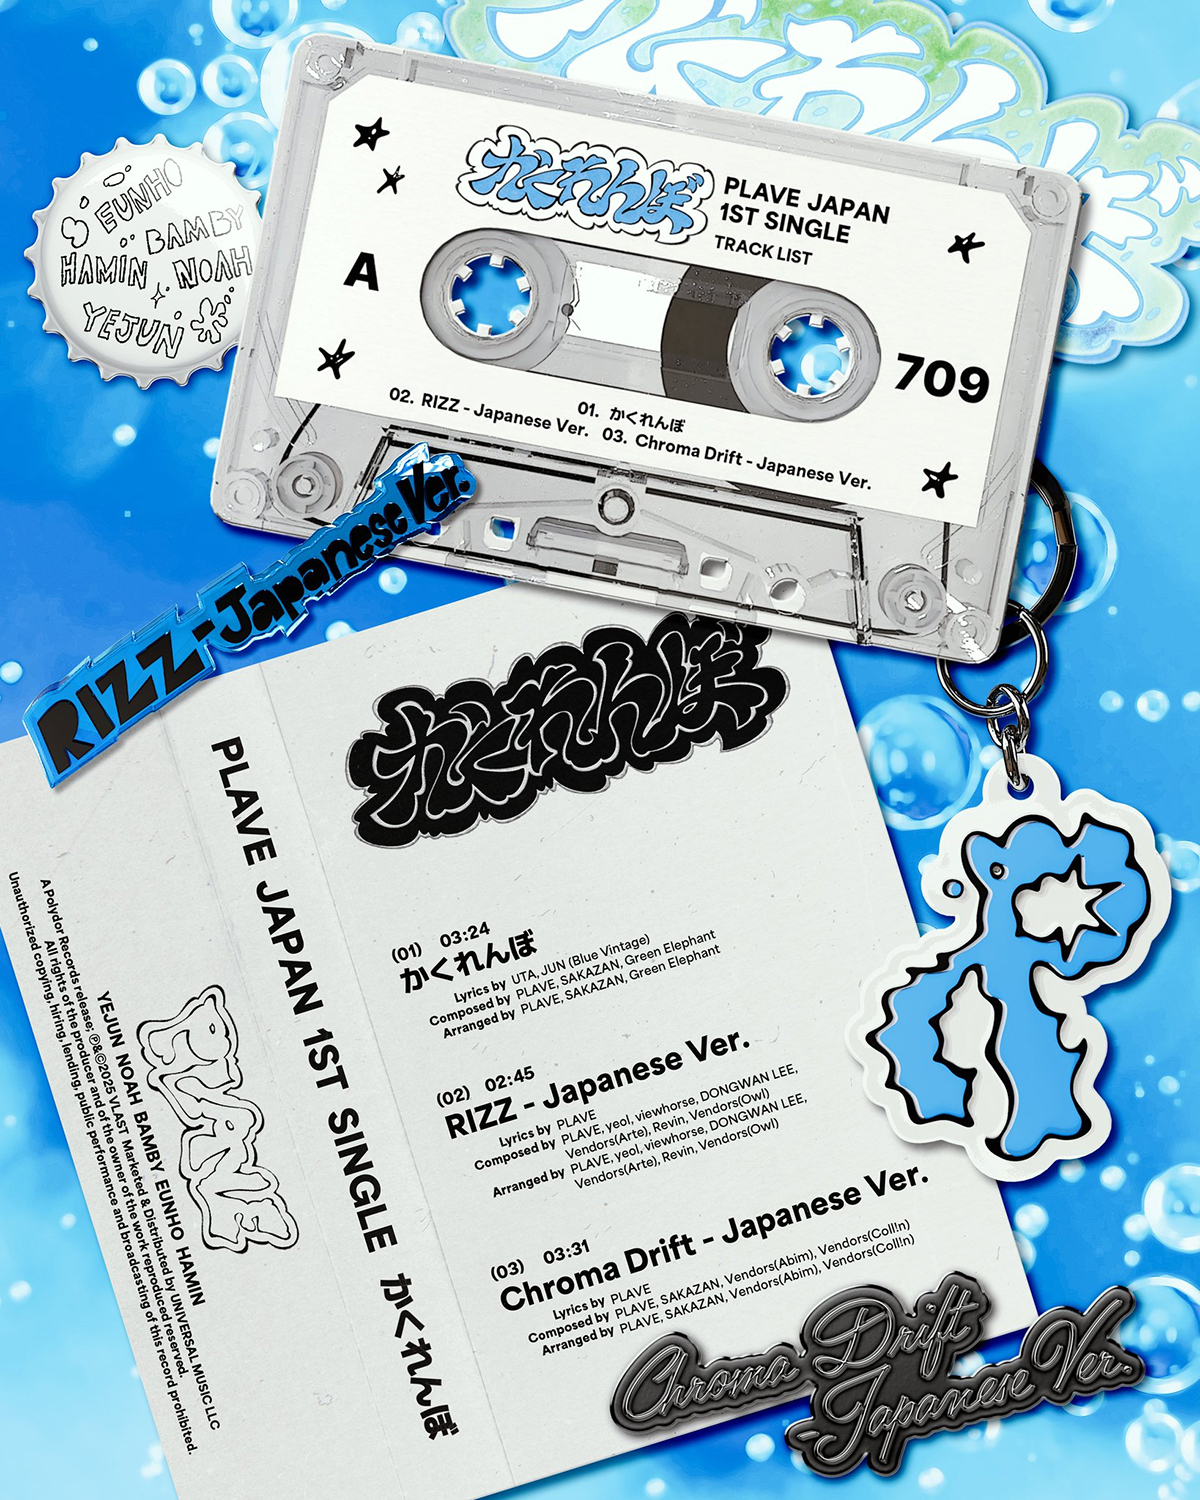 かくれんぼ
EUNHO
BAMBY
HAMIN NOAH
YEJUN
かくれんぼ
PLAVE JAPAN
1ST SINGLE
TRACK LIST
A
709
01. かくれんぼ
02. RIZZ - Japanese Ver. 03. Chroma Drift - Japanese Ver.
RIZZ-Japanese Ver.
かくれんぼ
PLAVE JAPAN 1ST SINGLE かくれんぼ
(01) 03:24
かくれんぼ
Lyrics by UTA, JUN (Blue Vintage)
Composed by PLAVE, SAKAZAN, Green Elephant
Arranged by PLAVE, SAKAZAN, Green Elephant
(02) 02:45
RIZZ - Japanese Ver.
Lyrics by PLAVE
Composed by PLAVE, yeol, viewhorse, DONGWAN LEE,
Vendors(Arte), Revin, Vendors(Owl)
Arranged by PLAVE, yeol, viewhorse, DONGWAN LEE,
Vendors(Arte), Revin, Vendors(Owl)
(03) 03:31
Chroma Drift - Japanese Ver.
Lyrics by PLAVE
Composed by PLAVE, SAKAZAN, Vendors(Abim), Vendors(Coll!n)
Arranged by PLAVE, SAKAZAN, Vendors(Abim), Vendors(Coll!n)
PLAVE
YEJUN NOAH BAMBY EUNHO HAMIN
A Polydor Records release; ℗&©2025 VLAST Marketed & Distributed by UNIVERSAL MUSIC LLC
All rights of the producer and of the owner of the work reproduced reserved.
Unauthorized copying, hiring, lending, public performance and broadcasting of this record prohibited.
Chroma Drift
-Japanese Ver.